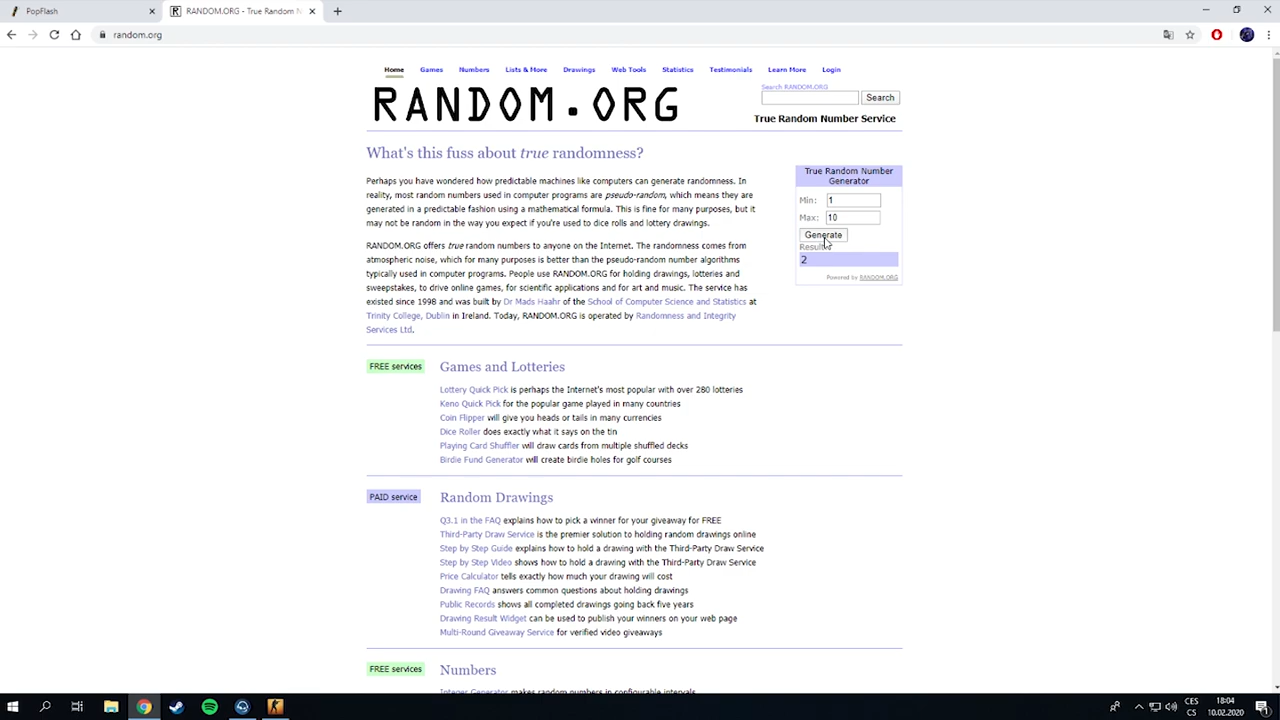 PopFlash
RANDOM.ORG - True Random N
random.org
Home Games Numbers Lists & More Drawings Web Tools Statistics Testimonials Learn More Login
RANDOM.ORG
Search RANDOM.ORG
Search
True Random Number Service
What's this fuss about true randomness?
Perhaps you have wondered how predictable machines like computers can generate randomness. In
reality, most random numbers used in computer programs are pseudo-random, which means they are
generated in a predictable fashion using a mathematical formula. This is fine for many purposes, but it
may not be random in the way you expect if you're used to dice rolls and lottery drawings.
RANDOM.ORG offers true random numbers to anyone on the Internet. The randomness comes from
atmospheric noise, which for many purposes is better than the pseudo-random number algorithms
typically used in computer programs. People use RANDOM.ORG for holding drawings, lotteries and
sweepstakes, to drive online games, for scientific applications and for art and music. The service has
existed since 1998 and was built by Dr Mads Haahr of the School of Computer Science and Statistics at
Trinity College, Dublin in Ireland. Today, RANDOM.ORG is operated by Randomness and Integrity
Services Ltd.
True Random Number
Generator
Min: 1
Max: 10
Generate
Result:
2
Powered by RANDOM.ORG
FREE services
Games and Lotteries
Lottery Quick Pick is perhaps the Internet's most popular with over 280 lotteries
Keno Quick Pick for the popular game played in many countries
Coin Flipper will give you heads or tails in many currencies
Dice Roller does exactly what it says on the tin
Playing Card Shuffler will draw cards from multiple shuffled decks
Birdie Fund Generator will create birdie holes for golf courses
PAID service
Random Drawings
Q3.1 in the FAQ explains how to pick a winner for your giveaway for FREE
Third-Party Draw Service is the premier solution to holding random drawings online
Step by Step Guide explains how to hold a drawing with the Third-Party Draw Service
Step by Step Video shows how to hold a drawing with the Third-Party Draw Service
Price Calculator tells exactly how much your drawing will cost
Drawing FAQ answers common questions about holding drawings
Public Records shows all completed drawings going back five years
Drawing Result Widget can be used to publish your winners on your web page
Multi-Round Giveaway Service for verified video giveaways
FREE services
Numbers
Integer Generator makes random numbers in configurable intervals
CES
CS
18:04
10.02.2020